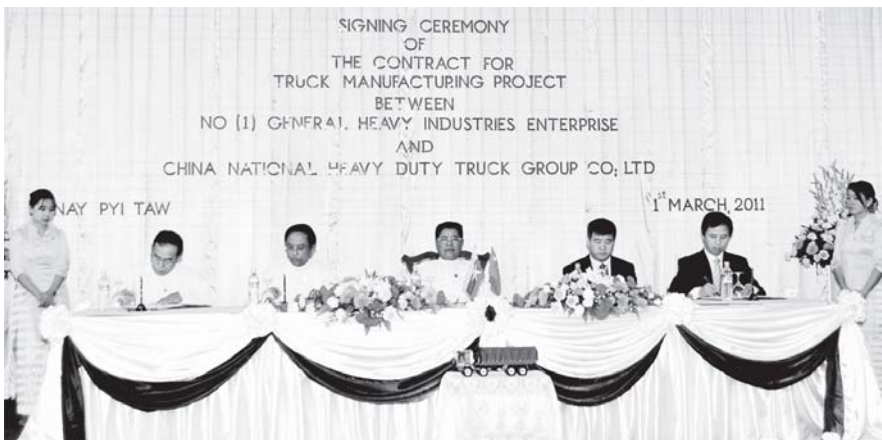 SIGNING CEREMONY
OF
THE CONTRACT FOR
TRUCK MANUFACTURING PROJECT
BETWEEN
NO (1) GENERAL HEAVY INDUSTRIES ENTERPRISE
AND
CHINA NATIONAL HEAVY DUTY TRUCK GROUP CO; LTD
NAY PYI TAW
1st MARCH, 2011